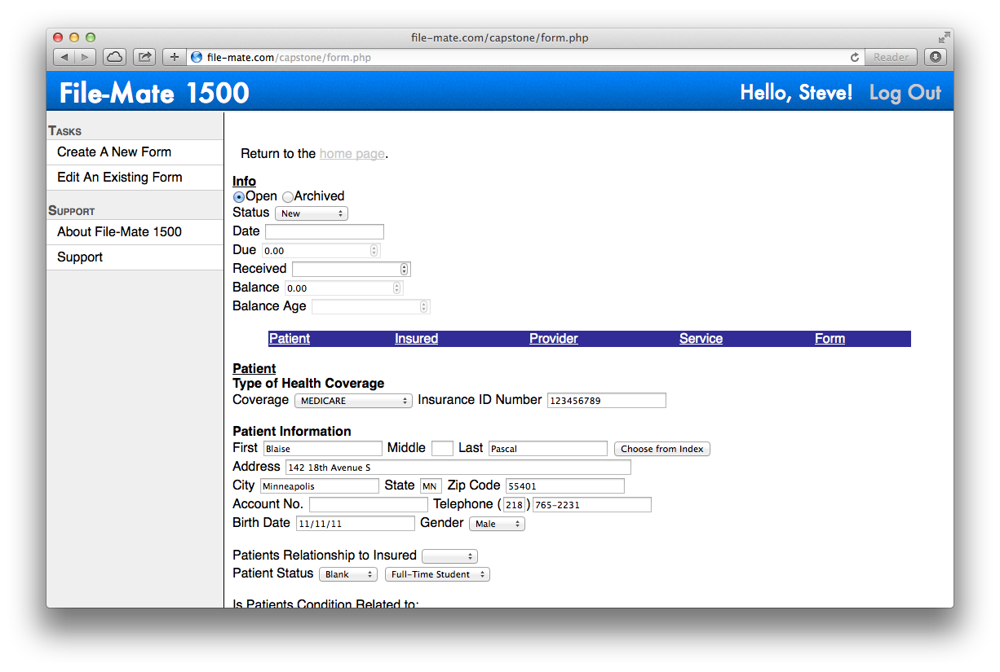 file-mate.com/capstone/form.php
file-mate.com/capstone/form.php
Reader
File-Mate 1500
Hello, Steve! Log Out
Tasks
Create A New Form
Edit An Existing Form
Support
About File-Mate 1500
Support
Return to the home page.
Info
Open Archived
Status New
Date
Due 0.00
Received
Balance 0.00
Balance Age
Patient Insured Provider Service Form
Patient
Type of Health Coverage
Coverage MEDICARE Insurance ID Number 123456789
Patient Information
First Blaise Middle Last Pascal Choose from Index
Address 142 18th Avenue S
City Minneapolis State MN Zip Code 55401
Account No. Telephone (218) 765-2231
Birth Date 11/11/11 Gender Male
Patients Relationship to Insured
Patient Status Blank Full-Time Student
Is Patients Condition Related to: